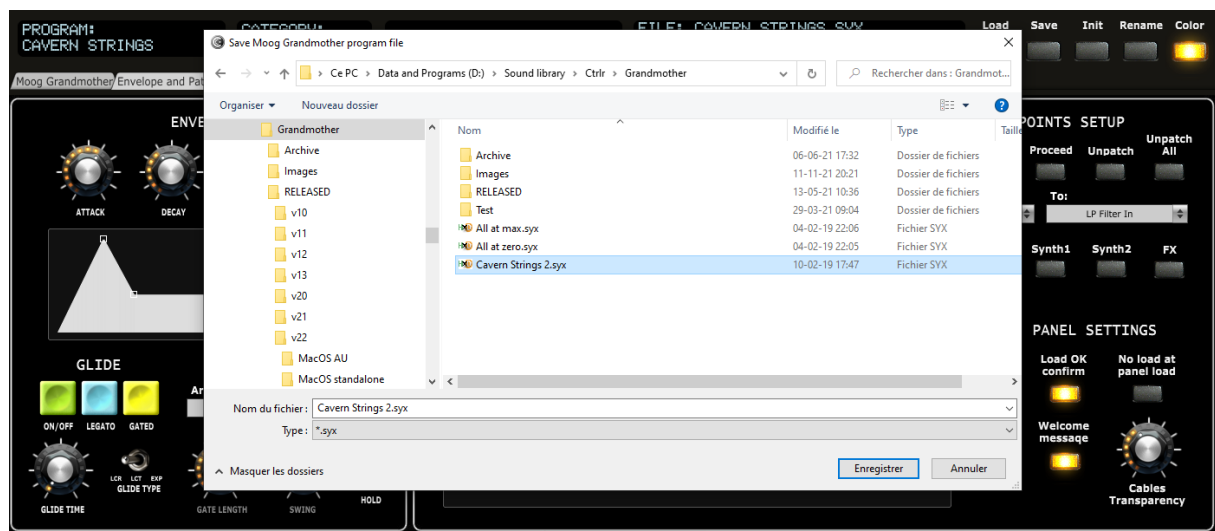 PROGRAM:
CAVERN STRINGS
CATEGORY:
FILE: CAVERN STRINGS SYX
Load Save Init Rename Color
Save Moog Grandmother program file
Ce PC > Data and Programs (D:) > Sound library > Ctrlr > Grandmother
Rechercher dans : Grandmot...
Moog Grandmother
Envelope and Pat
Organiser
Nouveau dossier
Grandmother
Archive
Images
RELEASED
v10
v11
v12
v13
v20
v21
v22
MacOS AU
MacOS standalone
Nom Modifié le Type Taille
Archive 06-06-21 17:32 Dossier de fichiers
Images 11-11-21 20:21 Dossier de fichiers
RELEASED 13-05-21 10:36 Dossier de fichiers
Test 29-03-21 09:04 Dossier de fichiers
All at max.syx 04-02-19 22:06 Fichier SYX
All at zero.syx 04-02-19 22:05 Fichier SYX
Cavern Strings 2.syx 10-02-19 17:47 Fichier SYX
Nom du fichier : Cavern Strings 2.syx
Type : *.syx
Masquer les dossiers
Enregistrer
Annuler
ENVE
ATTACK DECAY
GLIDE
Ar
ON/OFF LEGATO GATED
LCR LCT EXP
GLIDE TYPE
GLIDE TIME
GATE LENGTH SWING
HOLD
POINTS SETUP
Proceed Unpatch Unpatch All
To:
LP Filter In
Synth1 Synth2 FX
PANEL SETTINGS
Load OK confirm
No load at panel load
Welcome message
Cables Transparency